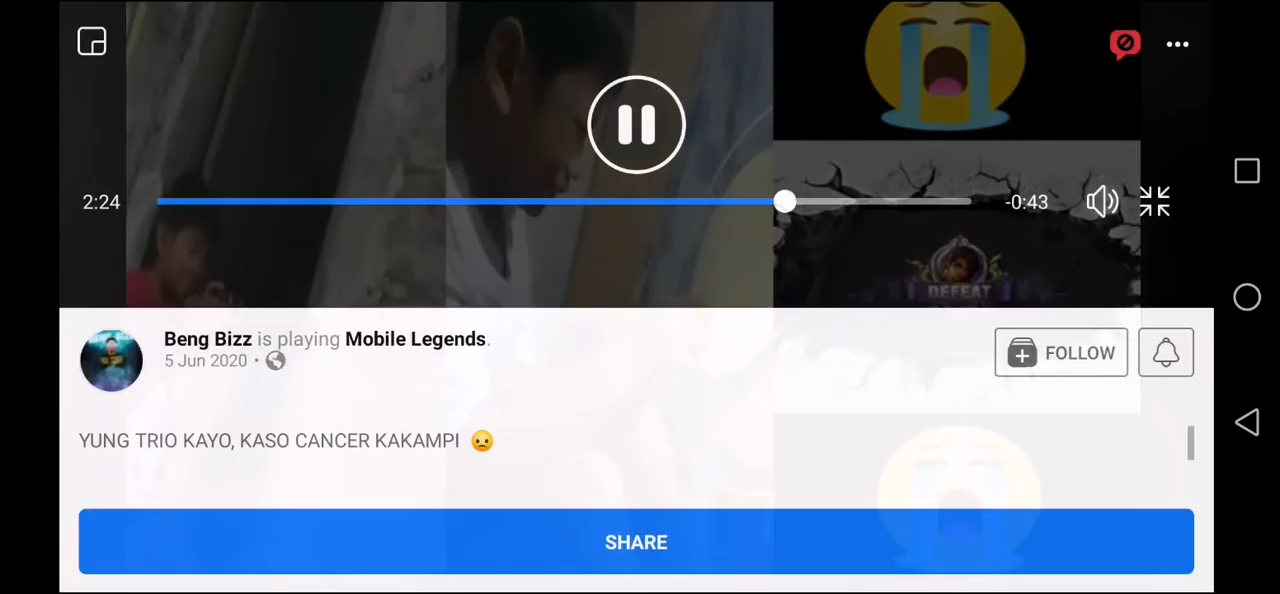 2:24
-0:43
DEFEAT
Beng Bizz is playing Mobile Legends.
5 Jun 2020 •
FOLLOW
YUNG TRIO KAYO, KASO CANCER KAKAMPI
SHARE